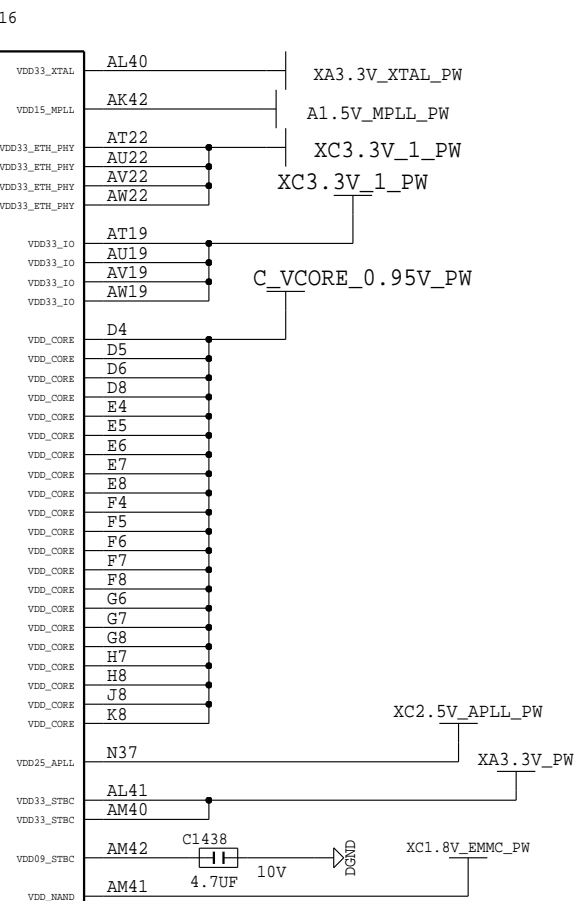 16
VDD33_XTAL AL40 XA3.3V_XTAL_PW
VDD15_MPLL AK42 A1.5V_MPLL_PW
VDD33_ETH_PHY AT22 XC3.3V_1_PW
VDD33_ETH_PHY AU22
VDD33_ETH_PHY AV22 XC3.3V_1_PW
VDD33_ETH_PHY AW22
VDD33_IO AT19
VDD33_IO AU19
VDD33_IO AV19
VDD33_IO AW19 C_VCORE_0.95V_PW
VDD_CORE D4
VDD_CORE D5
VDD_CORE D6
VDD_CORE D8
VDD_CORE E4
VDD_CORE E5
VDD_CORE E6
VDD_CORE E7
VDD_CORE E8
VDD_CORE F4
VDD_CORE F5
VDD_CORE F6
VDD_CORE F7
VDD_CORE F8
VDD_CORE G6
VDD_CORE G7
VDD_CORE G8
VDD_CORE H7
VDD_CORE H8
VDD_CORE J8
VDD_CORE K8 XC2.5V_APLL_PW
VDD25_APLL N37 XA3.3V_PW
VDD33_STBC AL41
VDD33_STBC AM40
VDD09_STBC AM42 C1438 4.7UF 10V DGND XC1.8V_EMMC_PW
VDD_NAND AM41